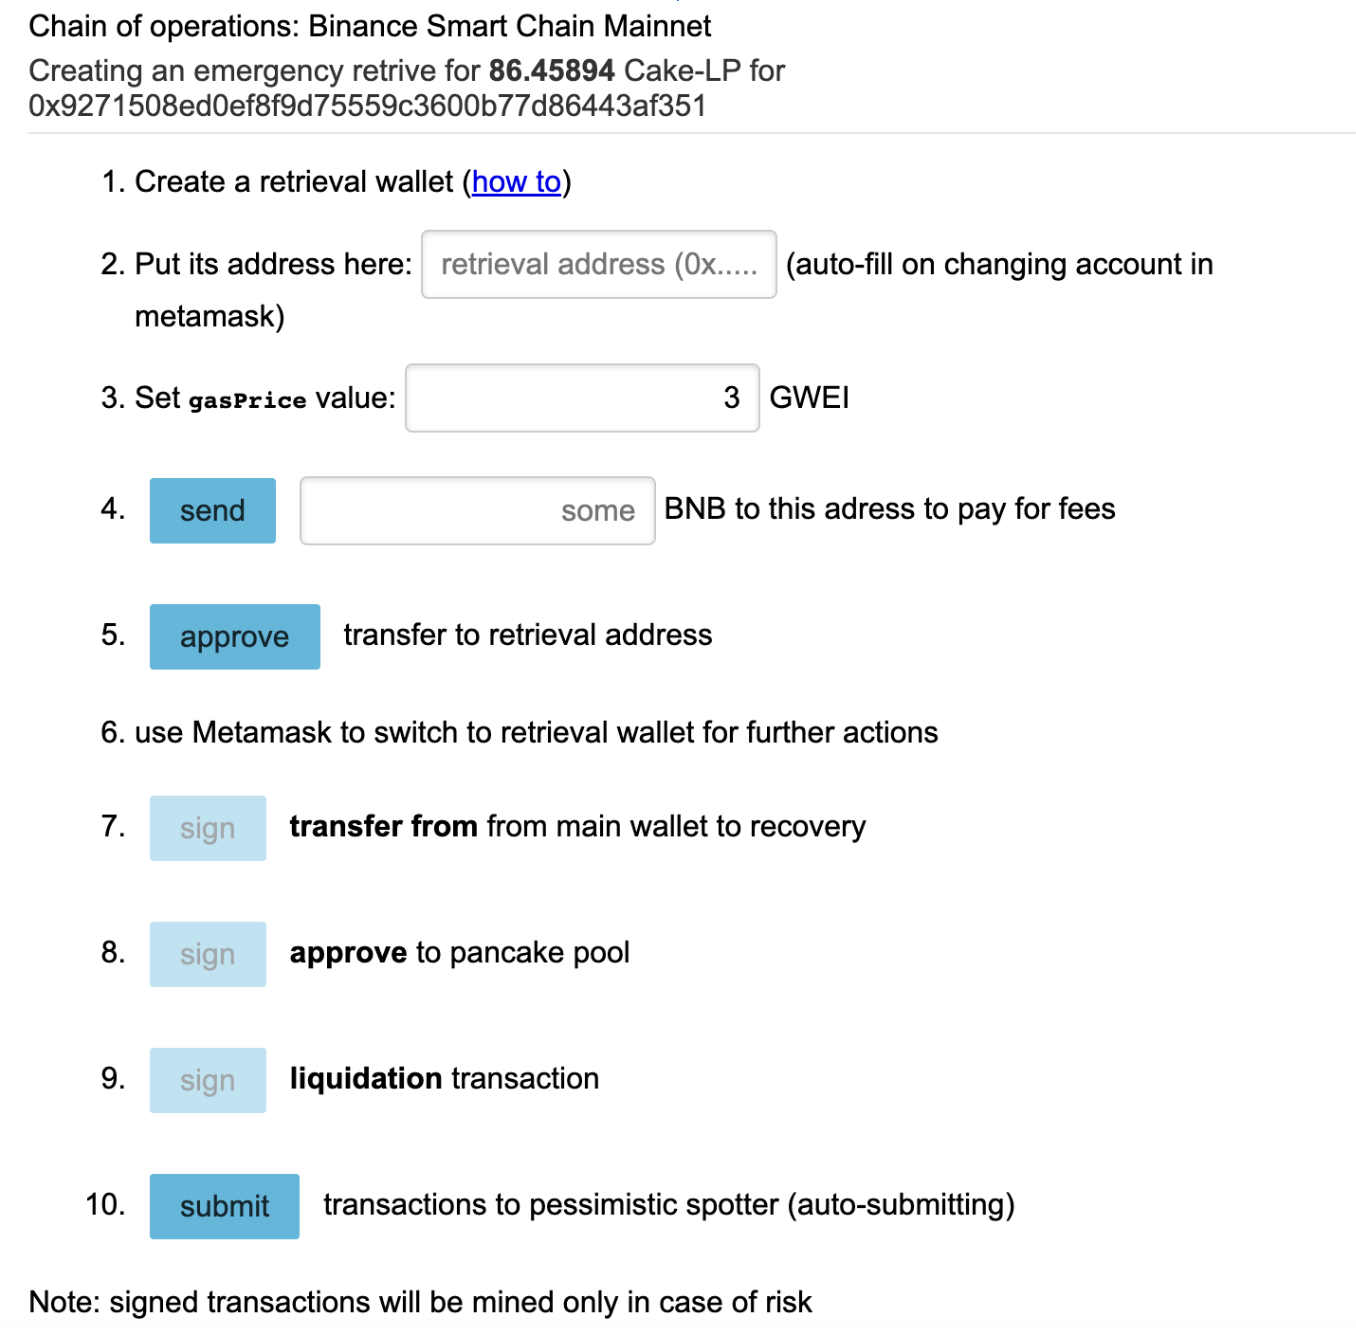 Chain of operations: Binance Smart Chain Mainnet
Creating an emergency retrive for 86.45894 Cake-LP for
0x9271508ed0ef8f9d75559c3600b77d86443af351
1. Create a retrieval wallet (how to)
2. Put its address here: retrieval address (0x..... (auto-fill on changing account in
metamask)
3. Set gasPrice value: 3 GWEI
4. send some BNB to this adress to pay for fees
5. approve transfer to retrieval address
6. use Metamask to switch to retrieval wallet for further actions
7. sign transfer from from main wallet to recovery
8. sign approve to pancake pool
9. sign liquidation transaction
10. submit transactions to pessimistic spotter (auto-submitting)
Note: signed transactions will be mined only in case of risk